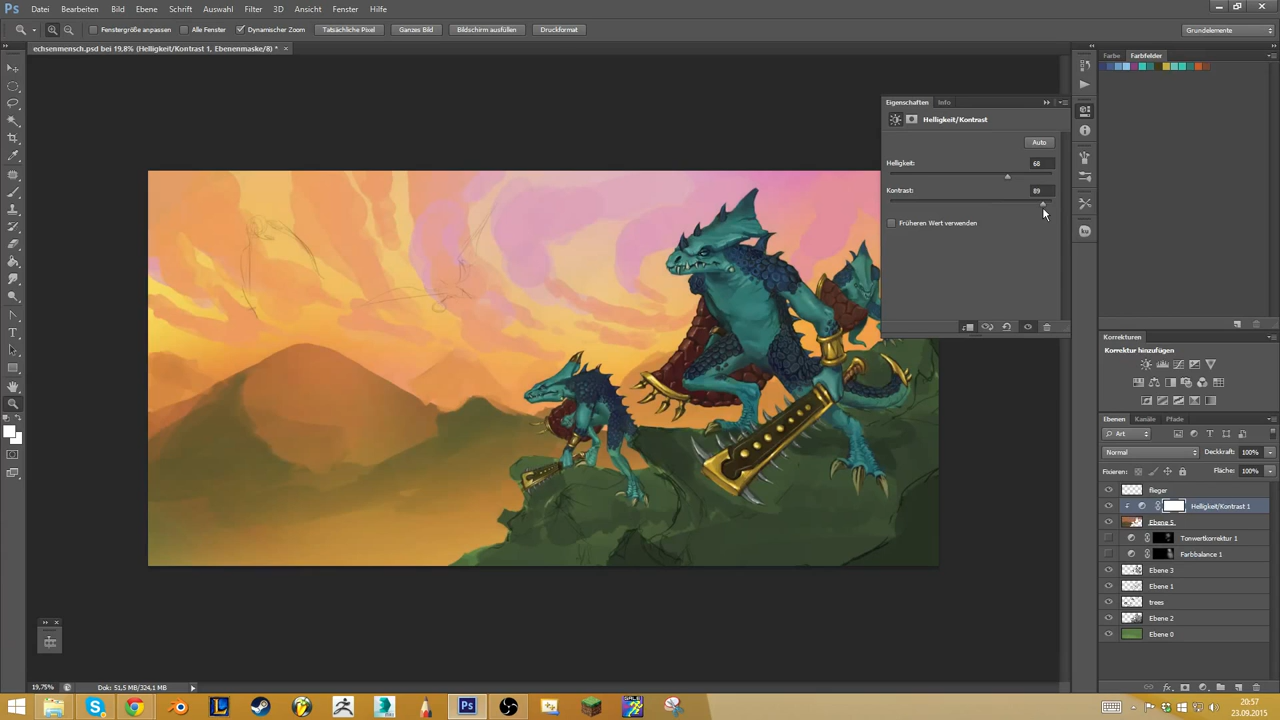 Ps Datei Bearbeiten Bild Ebene Schrift Auswahl Filter 3D Ansicht Fenster Hilfe
Fenstergröße anpassen Alle Fenster Dynamischer Zoom Tatsächliche Pixel Ganzes Bild Bildschirm ausfüllen Druckformat Grundelemente
echsenmensch.psd bei 19,8% (Helligkeit/Kontrast 1, Ebenenmaske/8) *
Farbe Farbfelder
Eigenschaften Info
Helligkeit/Kontrast
Auto
Helligkeit: 68
Kontrast: 89
Früheren Wert verwenden
Korrekturen
Korrektur hinzufügen
Ebenen Kanäle Pfade
Art
Normal Deckkraft: 100%
Fixieren: Fläche: 100%
flieger
Helligkeit/Kontrast 1
Ebene 5
Tonwertkorrektur 1
Farbbalance 1
Ebene 3
Ebene 1
trees
Ebene 2
Ebene 0
19,75% Dok: 51,5 MB/324,1 MB
Ps
20:57
23.09.2015